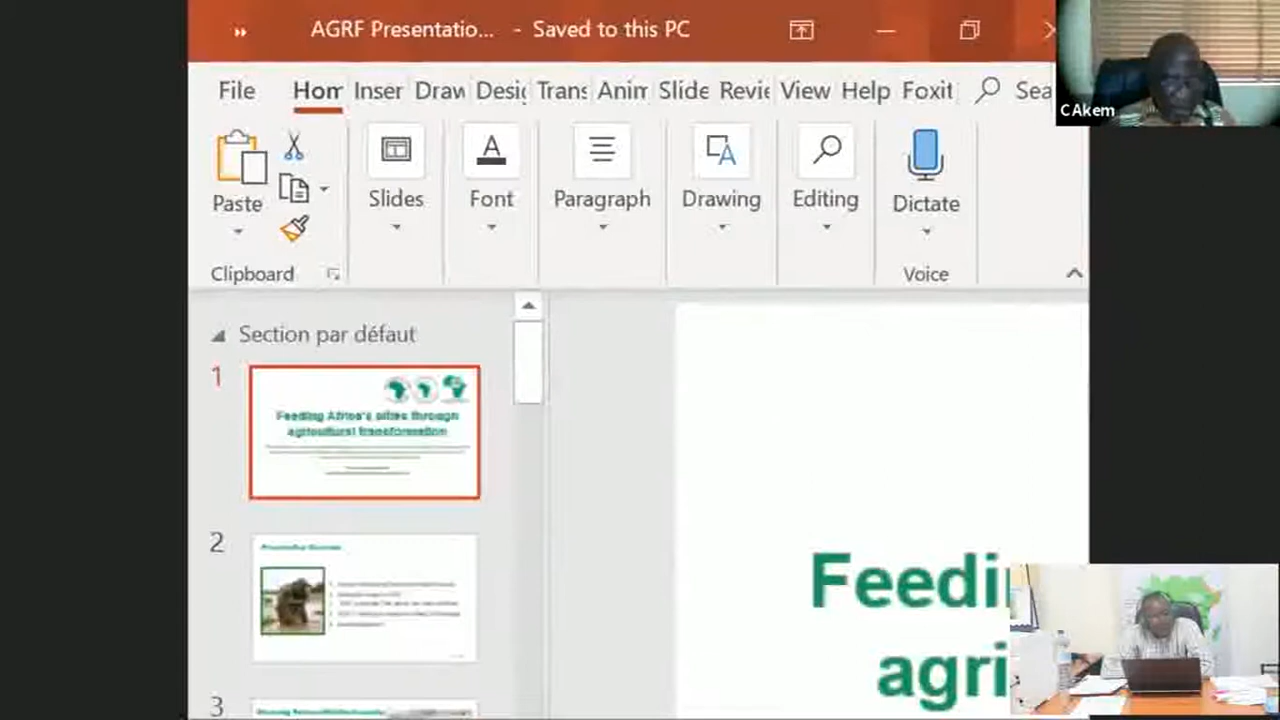 AGRF Presentatio... - Saved to this PC
File Hon Inser Draw Desig Trans Anim Slide Revie View Help Foxit Sea
C Akem
Paste
Slides
Font
Paragraph
Drawing
Editing
Dictate
Clipboard
Voice
Section par défaut
1
Feeding Africa's cities through
agricultural transformation
2
3
Feedi
agri